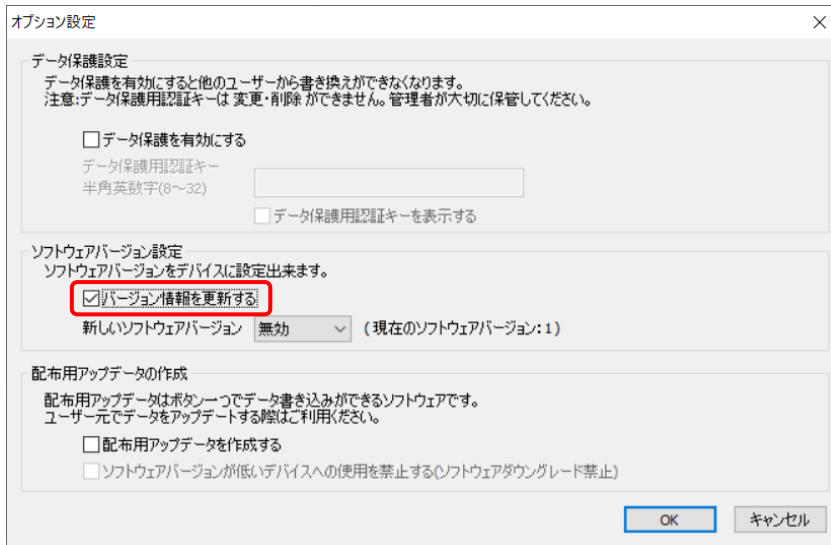 オプション設定
データ保護設定
データ保護を有効にすると他のユーザーから書き換えができなくなります。
注意:データ保護用認証キーは 変更・削除 ができません。管理者が大切に保管してください。
データ保護を有効にする
データ保護用認証キー
半角英数字(8～32)
データ保護用認証キーを表示する
ソフトウェアバージョン設定
ソフトウェアバージョンをデバイスに設定出来ます。
バージョン情報を更新する
新しいソフトウェアバージョン 無効 (現在のソフトウェアバージョン:1)
配布用アップデータの作成
配布用アップデータはボタン一つでデータ書き込みができるソフトウェアです。
ユーザー元でデータをアップデートする際はご利用ください。
配布用アップデータを作成する
ソフトウェアバージョンが低いデバイスへの使用を禁止する(ソフトウェアダウングレード禁止)
OK キャンセル